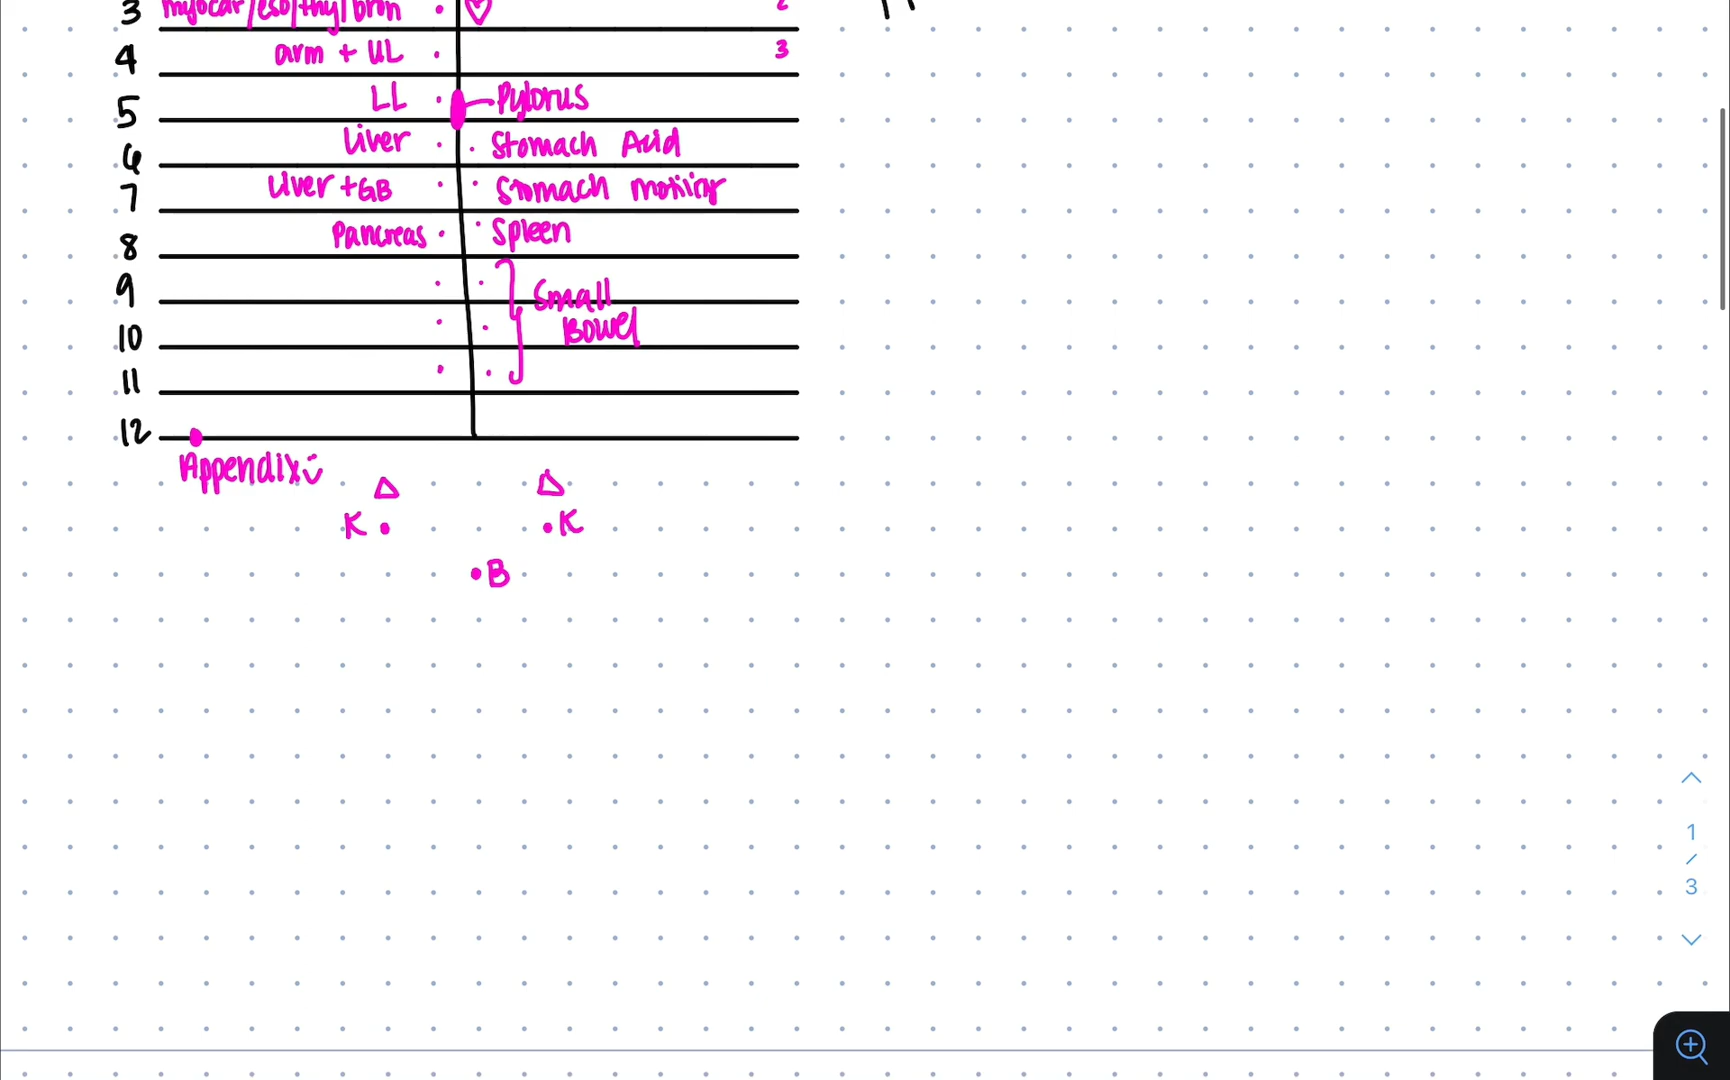 3 myocar/eso/thy/bron 2
4 arm + UL 3
5 LL Pylorus
6 Liver Stomach Acid
7 Liver + GB Stomach motility
8 Pancreas Spleen
9 Small
10 Bowel
11
12
Appendix
K K
B
1
/
3